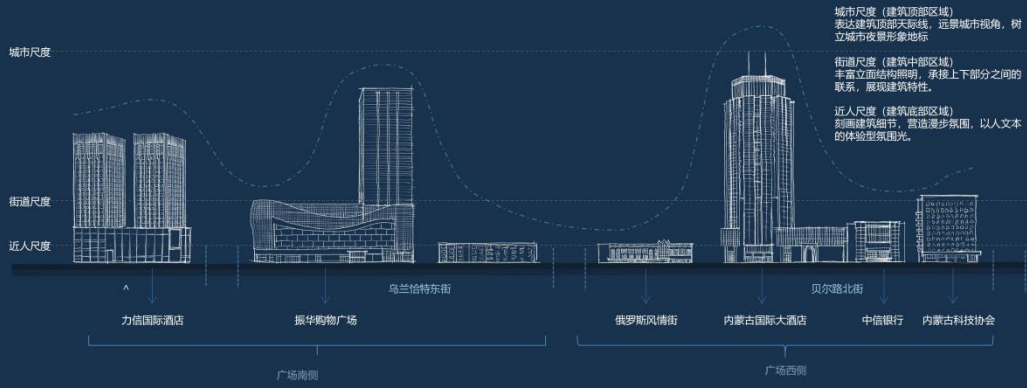 城市尺度（建筑顶部区域）
表达建筑顶部天际线，远景城市视角，树
立城市夜景形象地标
街道尺度（建筑中部区域）
丰富立面结构照明，承接上下部分之间的
联系，展现建筑特性。
近人尺度（建筑底部区域）
刻画建筑细节，营造漫步氛围，以人文本
的体验型氛围光。
城市尺度
街道尺度
近人尺度
乌兰恰特东街
贝尔路北街
力信国际酒店
振华购物广场
俄罗斯风情街
内蒙古国际大酒店
中信银行
内蒙古科技协会
广场南侧
广场西侧